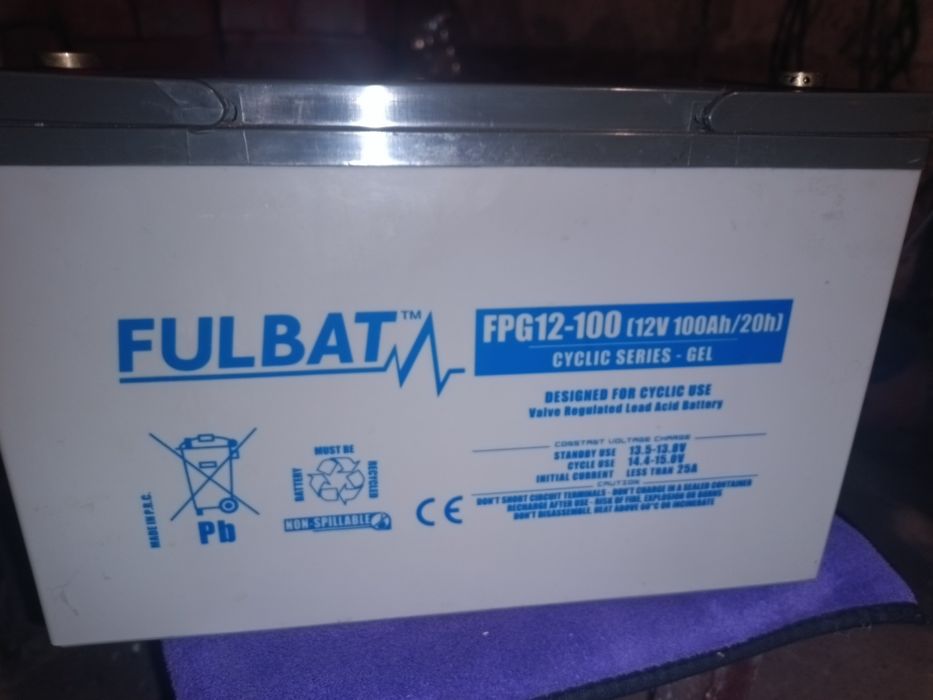 FULBAT™
FPG12-100 (12V 100Ah/20h)
CYCLIC SERIES - GEL
DESIGNED FOR CYCLIC USE
Valve Regulated Lead Acid Battery
CONSTANT VOLTAGE CHARGE
STANDBY USE 13.5-13.8V
CYCLE USE 14.4-15.0V
INITIAL CURRENT LESS THAN 25A
CAUTION
DON'T SHORT CIRCUIT TERMINALS - DON'T CHARGE IN A SEALED CONTAINER
RECHARGE AFTER USE - RISK OF FIRE, EXPLOSION OR BURNS
DON'T DISASSEMBLE, HEAT ABOVE 60°C OR INCINERATE
MADE IN P.R.C.
Pb
MUST BE
BATTERY
RECYCLED
NON-SPILLABLE
CE